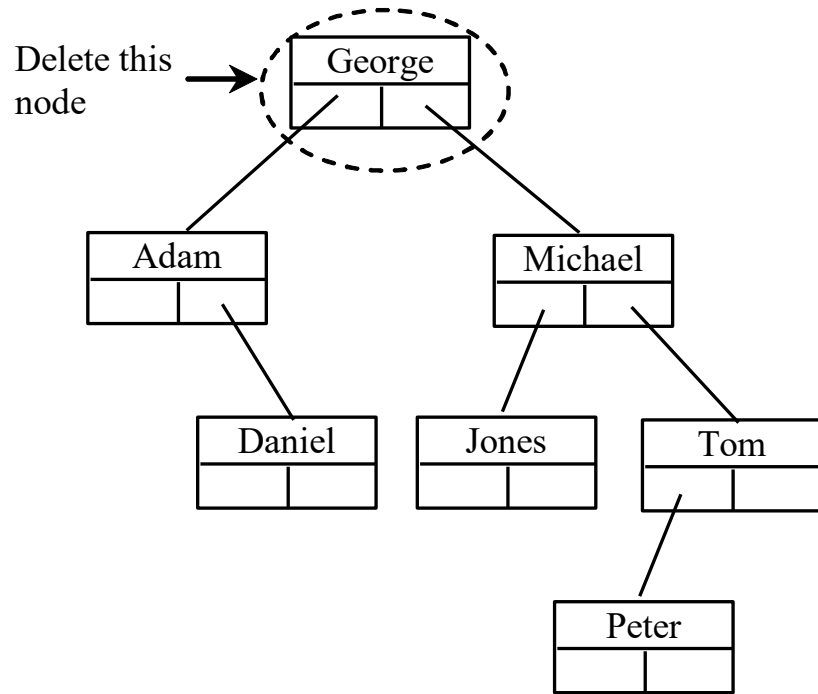 Delete this
node
George
Adam
Michael
Daniel
Jones
Tom
Peter